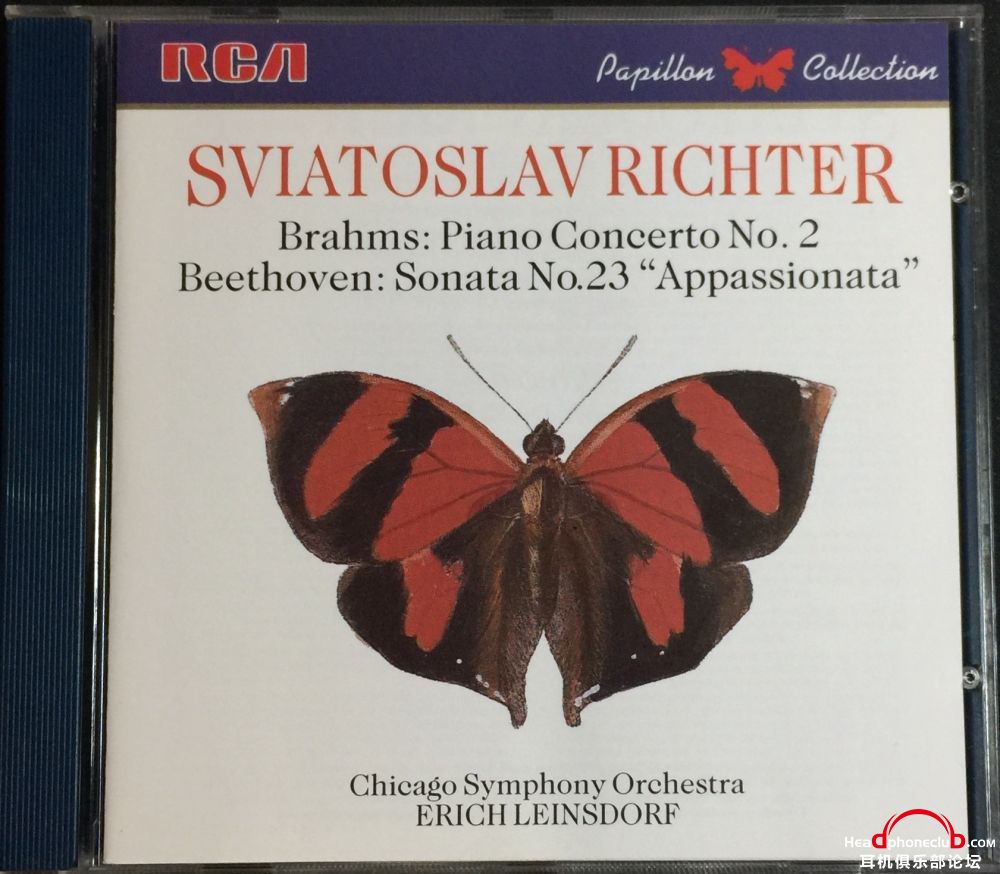 RCA
Papillon Collection
SVIATOSLAV RICHTER
Brahms: Piano Concerto No. 2
Beethoven: Sonata No.23 “Appassionata”
Chicago Symphony Orchestra
ERICH LEINSDORF
Headphoneclub.com
耳机俱乐部论坛